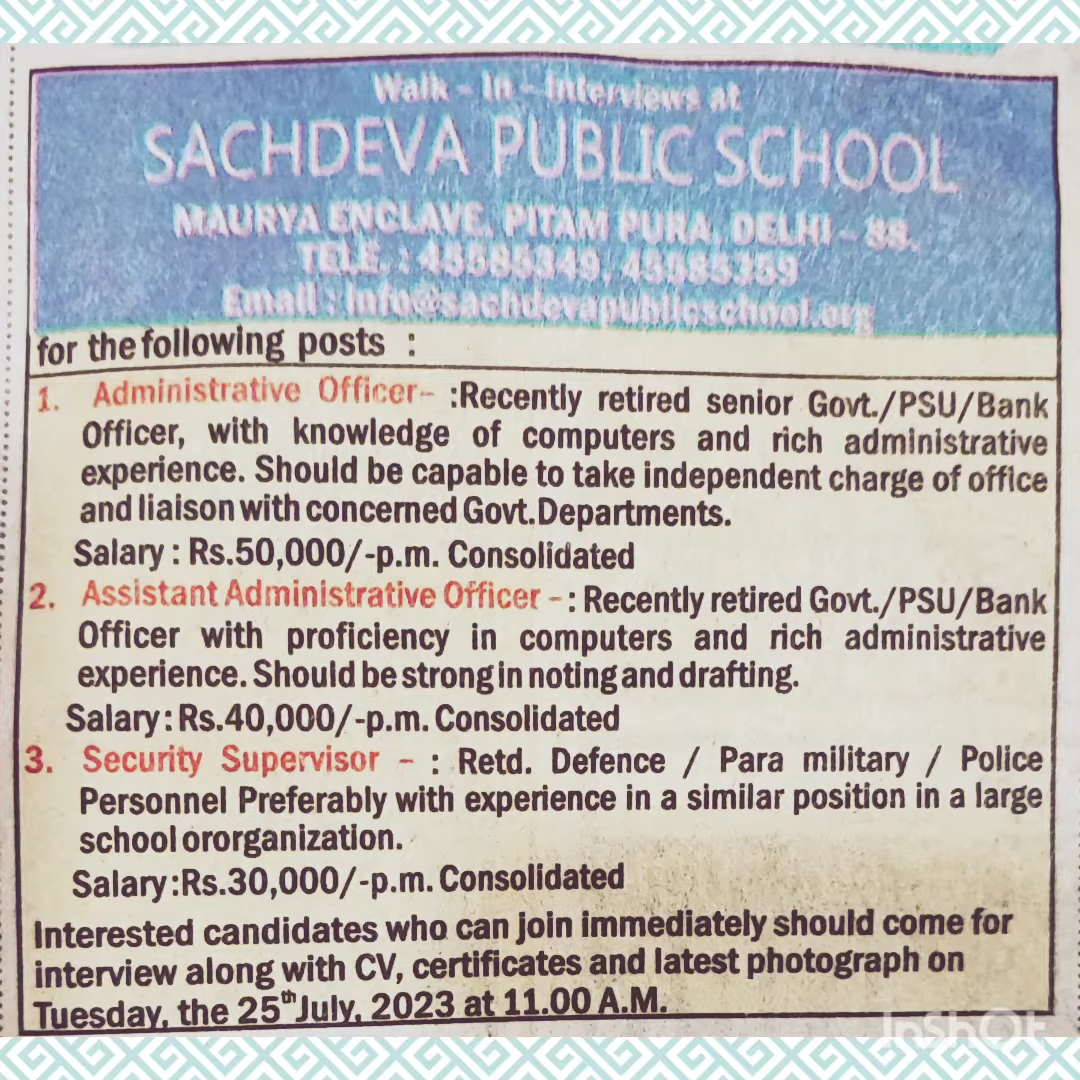 Walk - In - Interviews at
SACHDEVA PUBLIC SCHOOL
MAURYA ENCLAVE, PITAM PURA, DELHI - 88.
TELE. : 45585349, 45585359
Email : info@sachdevapublicschool.org
for the following posts :
1. Administrative Officer- :Recently retired senior Govt./PSU/Bank
Officer, with knowledge of computers and rich administrative
experience. Should be capable to take independent charge of office
and liaison with concerned Govt.Departments.
Salary : Rs.50,000/-p.m. Consolidated
2. Assistant Administrative Officer -: Recently retired Govt./PSU/Bank
Officer with proficiency in computers and rich administrative
experience. Should be strong in noting and drafting.
Salary : Rs.40,000/-p.m. Consolidated
3. Security Supervisor - : Retd. Defence / Para military / Police
Personnel Preferably with experience in a similar position in a large
school ororganization.
Salary:Rs.30,000/-p.m. Consolidated
Interested candidates who can join immediately should come for
interview along with CV, certificates and latest photograph on
Tuesday, the 25th July, 2023 at 11.00 A.M.
InShOt